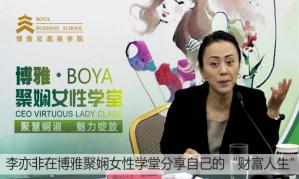 BOYA
BUSINESS SCHOOL
博雅总裁商学院
博雅·BOYA
聚娴女性学堂
CEO VIRTUOUS LADY CLASS
聚慧娴淑 魅力绽放
李亦非在博雅聚娴女性学堂分享自己的“财富人生”